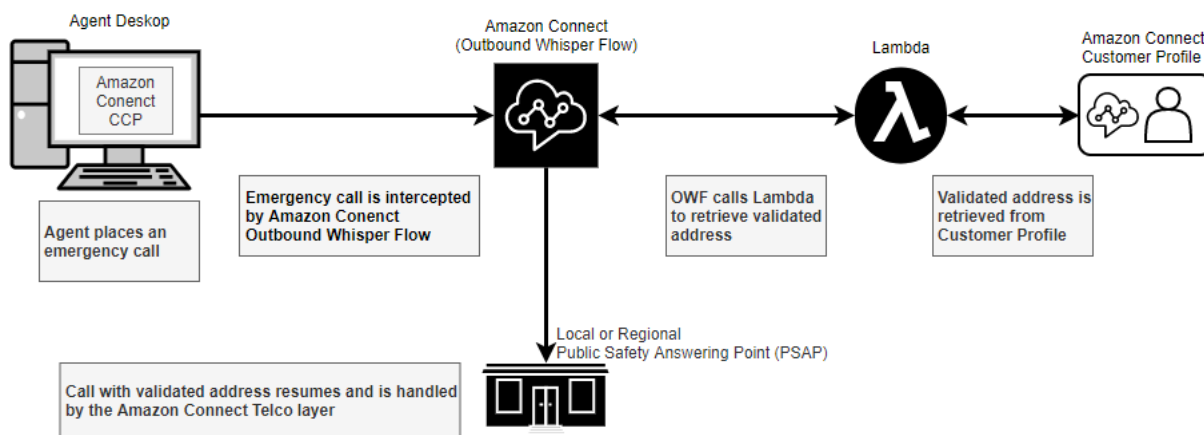 Agent Deskop
Amazon
Conenct
CCP
Agent places an
emergency call
Emergency call is intercepted
by Amazon Conenct
Outbound Whisper Flow
Amazon Connect
(Outbound Whisper Flow)
OWF calls Lambda
to retrieve validated
address
Lambda
Validated address is
retrieved from
Customer Profile
Amazon Connect
Customer Profile
Local or Regional
Public Safety Answering Point (PSAP)
Call with validated address resumes and is handled
by the Amazon Connect Telco layer